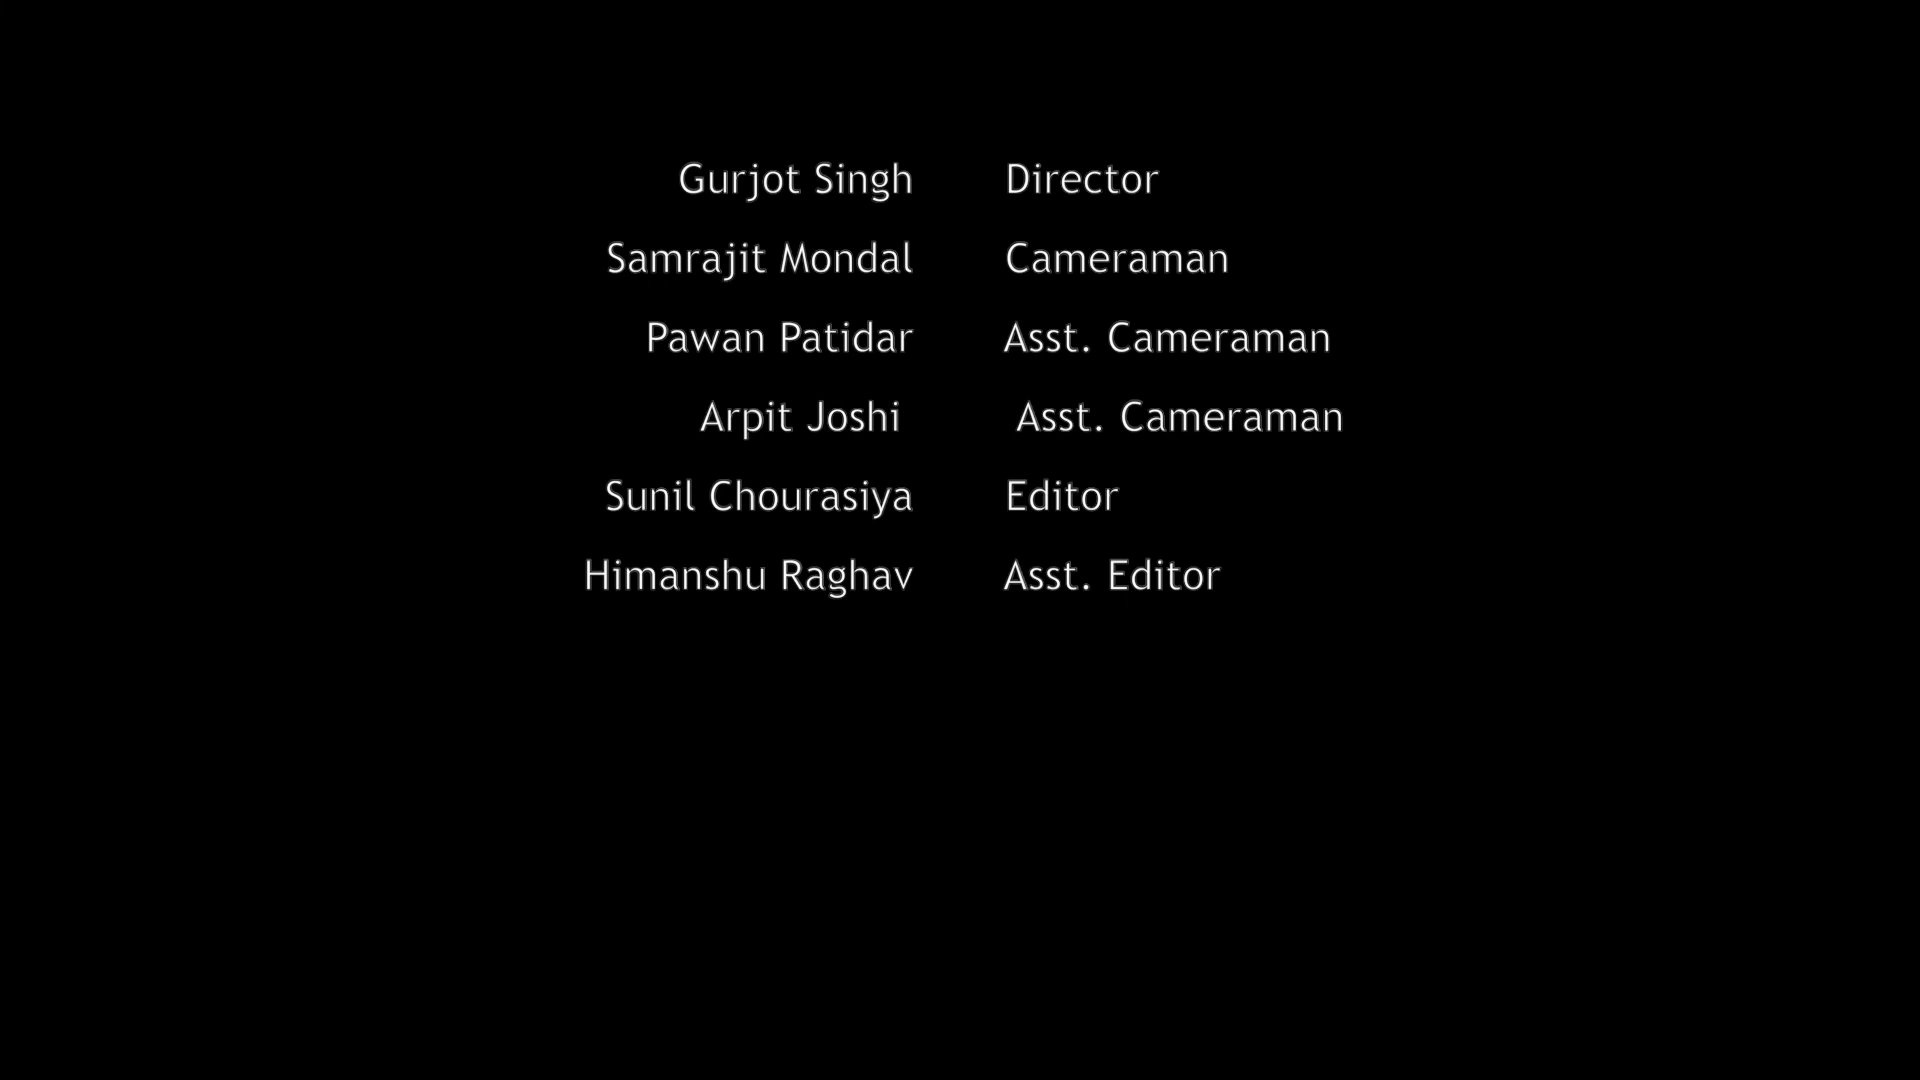 Gurjot Singh Director
Samrajit Mondal Cameraman
Pawan Patidar Asst. Cameraman
Arpit Joshi Asst. Cameraman
Sunil Chourasiya Editor
Himanshu Raghav Asst. Editor